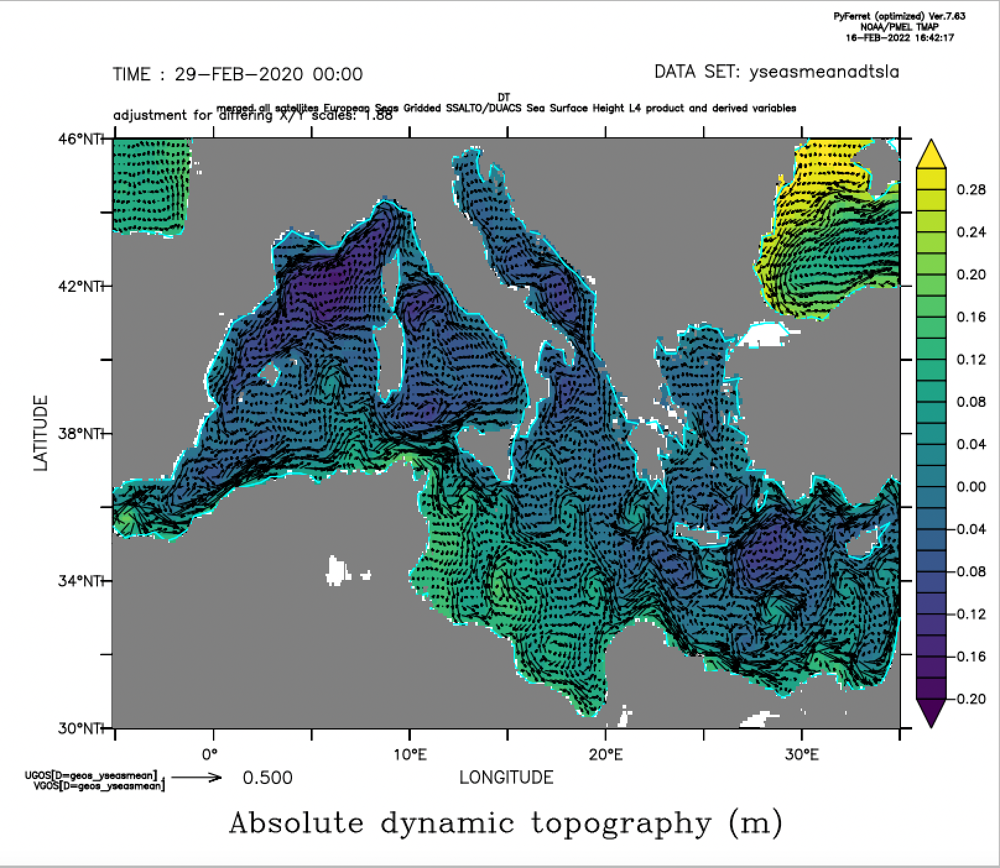 PyFerret (optimized) Ver.7.63
NOAA/PMEL TMAP
16-FEB-2022 16:42:17
TIME : 29-FEB-2020 00:00
DATA SET: yseasmeanadtsla
DT
merged all satellites European Seas Gridded SSALTO/DUACS Sea Surface Height L4 product and derived variables
adjustment for differing X/Y scales: 1.88
46°N
42°N
38°N
34°N
30°N
LATITUDE
0.28
0.24
0.20
0.16
0.12
0.08
0.04
0.00
-0.04
-0.08
-0.12
-0.16
-0.20
0° 10°E 20°E 30°E
LONGITUDE
UGOS[D=geos_yseasmean] ,
VGOS[D=geos_yseasmean]
0.500
Absolute dynamic topography (m)